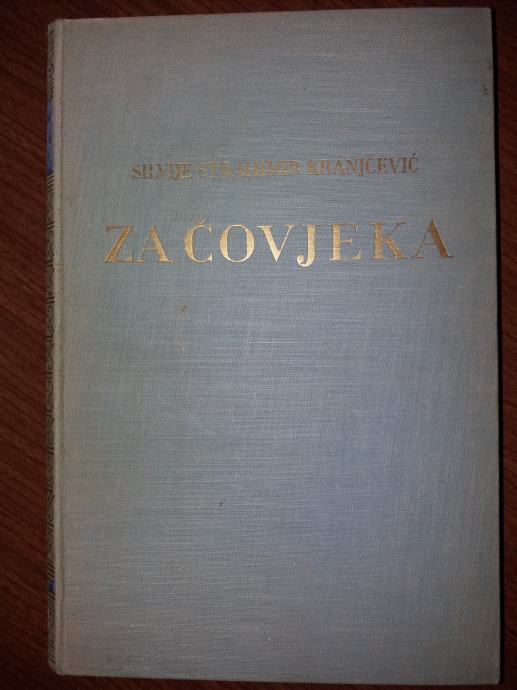 SILVIJE STRAHIMIR KRANJČEVIĆ
ZA ČOVJEKA